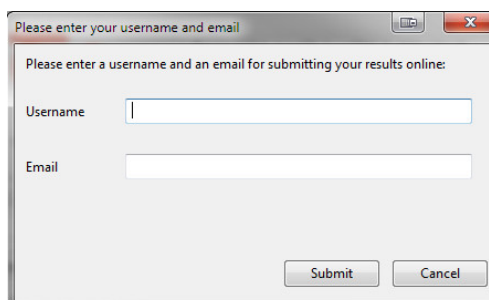 Please enter your username and email
Please enter a username and an email for submitting your results online:
Username
Email
Submit Cancel